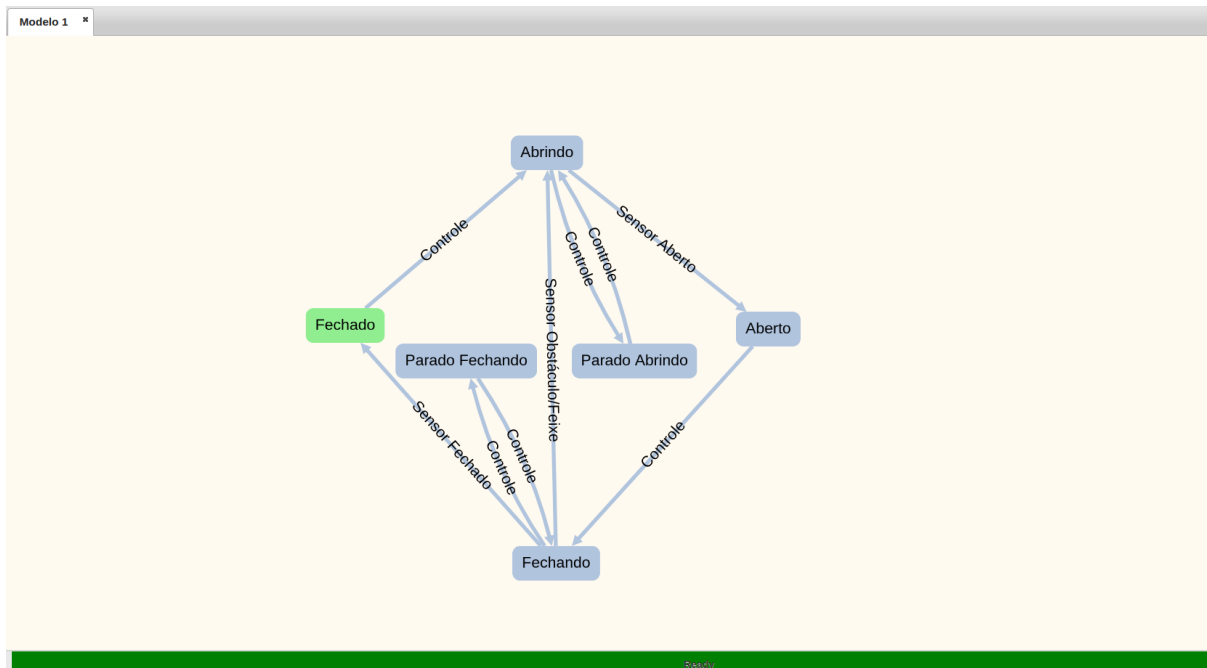 Modelo 1
Abrindo
Controle
Sensor Aberto
Controle
Controle
Fechado
Aberto
Parado Fechando
Parado Abrindo
Sensor Obstáculo/Feixe
Sensor Fechado
Controle
Controle
Controle
Fechando